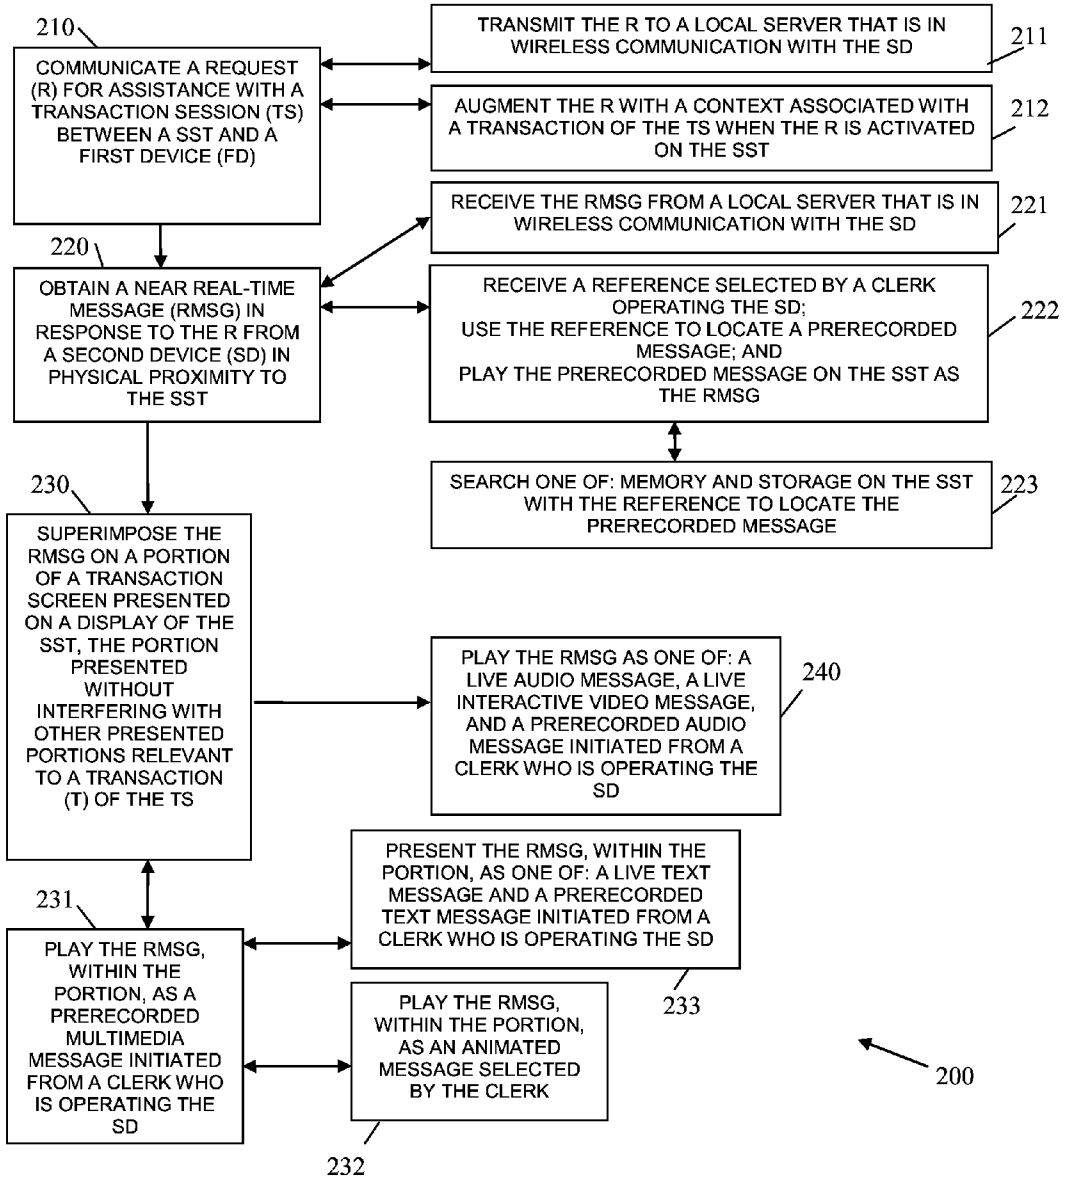 210
COMMUNICATE A REQUEST
(R) FOR ASSISTANCE WITH A
TRANSACTION SESSION (TS)
BETWEEN A SST AND A
FIRST DEVICE (FD)
TRANSMIT THE R TO A LOCAL SERVER THAT IS IN
WIRELESS COMMUNICATION WITH THE SD
211
AUGMENT THE R WITH A CONTEXT ASSOCIATED WITH
A TRANSACTION OF THE TS WHEN THE R IS ACTIVATED
ON THE SST
212
220
OBTAIN A NEAR REAL-TIME
MESSAGE (RMSG) IN
RESPONSE TO THE R FROM
A SECOND DEVICE (SD) IN
PHYSICAL PROXIMITY TO
THE SST
RECEIVE THE RMSG FROM A LOCAL SERVER THAT IS IN
WIRELESS COMMUNICATION WITH THE SD
221
RECEIVE A REFERENCE SELECTED BY A CLERK
OPERATING THE SD;
USE THE REFERENCE TO LOCATE A PRERECORDED
MESSAGE; AND
PLAY THE PRERECORDED MESSAGE ON THE SST AS
THE RMSG
222
SEARCH ONE OF: MEMORY AND STORAGE ON THE SST
WITH THE REFERENCE TO LOCATE THE
PRERECORDED MESSAGE
223
230
SUPERIMPOSE THE
RMSG ON A PORTION
OF A TRANSACTION
SCREEN PRESENTED
ON A DISPLAY OF THE
SST, THE PORTION
PRESENTED
WITHOUT
INTERFERING WITH
OTHER PRESENTED
PORTIONS RELEVANT
TO A TRANSACTION
(T) OF THE TS
PLAY THE RMSG AS ONE OF: A
LIVE AUDIO MESSAGE, A LIVE
INTERACTIVE VIDEO MESSAGE,
AND A PRERECORDED AUDIO
MESSAGE INITIATED FROM A
CLERK WHO IS OPERATING THE
SD
240
231
PLAY THE RMSG,
WITHIN THE
PORTION, AS A
PRERECORDED
MULTIMEDIA
MESSAGE INITIATED
FROM A CLERK WHO
IS OPERATING THE
SD
PRESENT THE RMSG, WITHIN THE
PORTION, AS ONE OF: A LIVE TEXT
MESSAGE AND A PRERECORDED
TEXT MESSAGE INITIATED FROM A
CLERK WHO IS OPERATING THE SD
233
PLAY THE RMSG,
WITHIN THE PORTION,
AS AN ANIMATED
MESSAGE SELECTED
BY THE CLERK
232
200